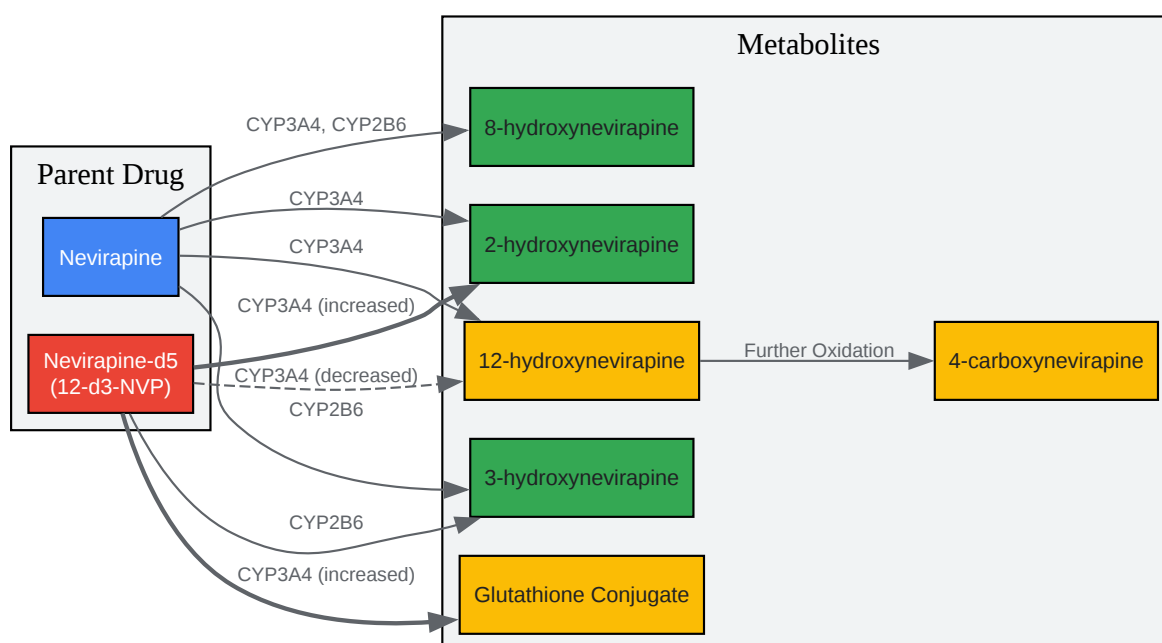 Metabolites
8-hydroxynevirapine
CYP3A4, CYP2B6
Parent Drug
CYP3A4
Nevirapine
2-hydroxynevirapine
CYP3A4
CYP3A4 (increased)
Nevirapine-d5
(12-d3-NVP)
12-hydroxynevirapine
Further Oxidation
4-carboxynevirapine
CYP3A4 (decreased)
CYP2B6
3-hydroxynevirapine
CYP2B6
CYP3A4 (increased)
Glutathione Conjugate